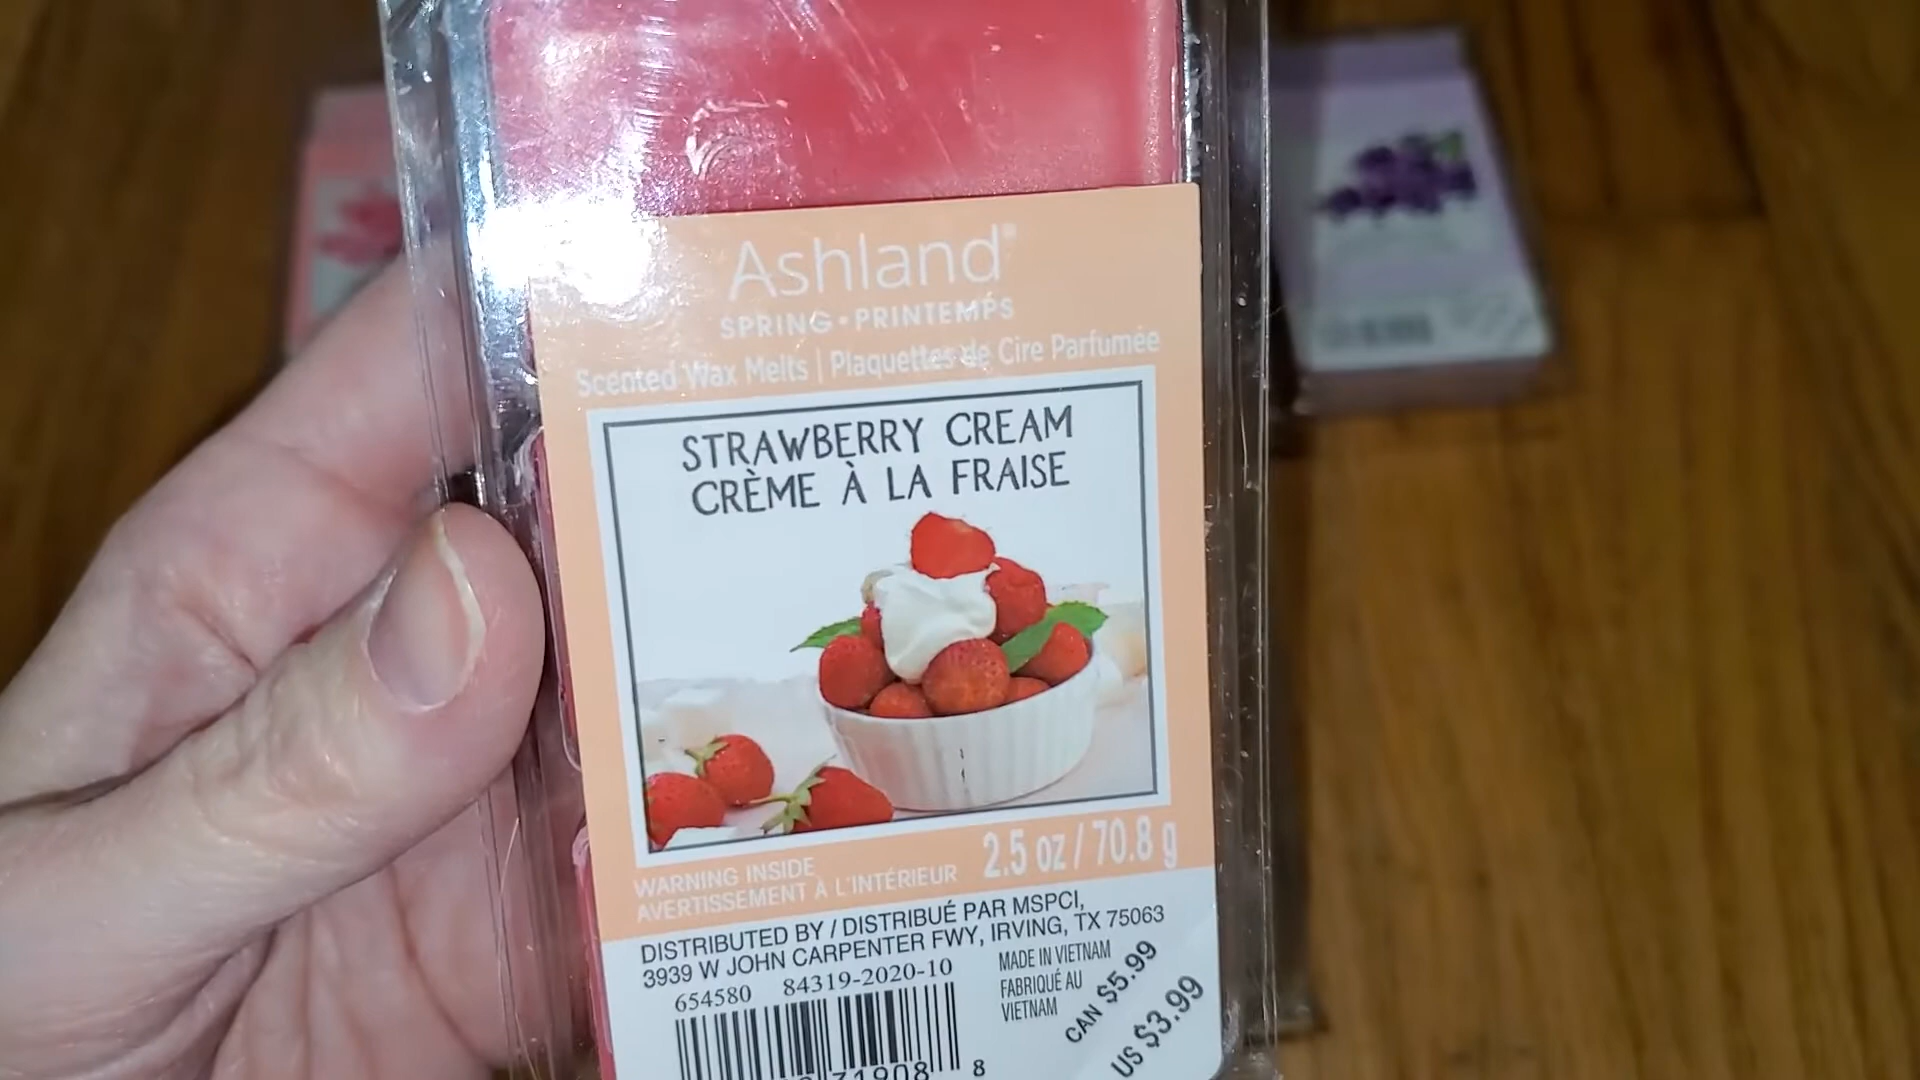 Ashland®
SPRING • PRINTEMPS
Scented Wax Melts | Plaquettes de Cire Parfumée
STRAWBERRY CREAM
CRÈME À LA FRAISE
WARNING INSIDE
AVERTISSEMENT À L'INTÉRIEUR
2.5 oz / 70.8 g
DISTRIBUTED BY / DISTRIBUÉ PAR MSPCI,
3939 W JOHN CARPENTER FWY, IRVING, TX 75063
654580 84319-2020-10
MADE IN VIETNAM
FABRIQUÉ AU
VIETNAM
CAN $5.99
US $3.99
71908 8